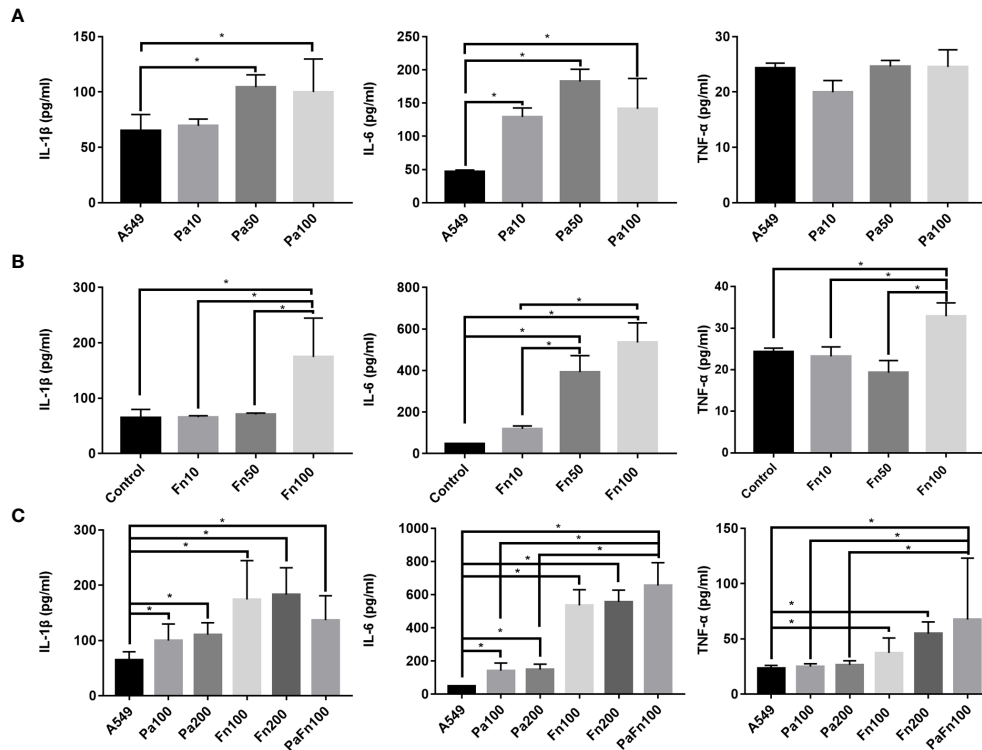 A
IL-1β (pg/ml)
150
100
50
0
*
*
A549
Pa10
Pa50
Pa100
IL-6 (pg/ml)
250
200
150
100
50
0
*
*
*
A549
Pa10
Pa50
Pa100
TNF-α (pg/ml)
30
20
10
0
A549
Pa10
Pa50
Pa100
B
IL-1β (pg/ml)
300
200
100
0
*
*
*
Control
Fn10
Fn50
Fn100
IL-6 (pg/ml)
800
600
400
200
0
*
*
*
*
Control
Fn10
Fn50
Fn100
TNF-α (pg/ml)
40
30
20
10
0
*
*
*
Control
Fn10
Fn50
Fn100
C
IL-1β (pg/ml)
300
200
100
0
*
*
*
*
*
A549
Pa100
Pa200
Fn100
Fn200
PaFn100
IL-6 (pg/ml)
1000
800
600
400
200
0
*
*
*
*
*
*
*
A549
Pa100
Pa200
Fn100
Fn200
PaFn100
TNF-α (pg/ml)
150
100
50
0
*
*
*
*
*
A549
Pa100
Pa200
Fn100
Fn200
PaFn100